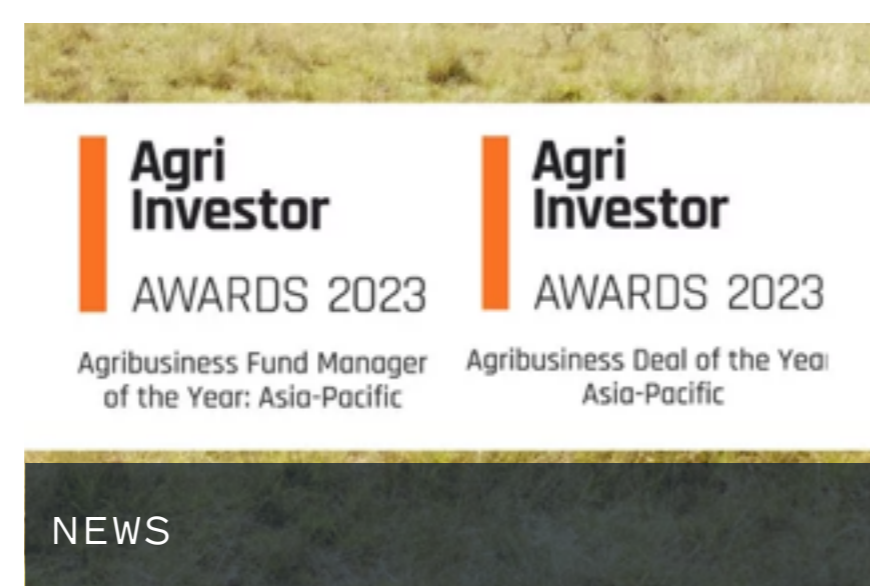 Agri
Investor
AWARDS 2023
Agribusiness Fund Manager
of the Year: Asia-Pacific
Agri
Investor
AWARDS 2023
Agribusiness Deal of the Year
Asia-Pacific
NEWS